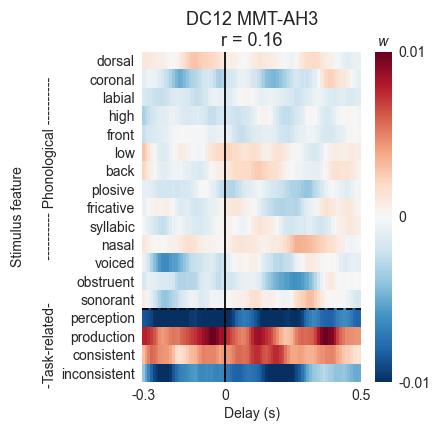 DC12 MMT-AH3
r = 0.16
w
Stimulus feature
-Task-related- ---------- Phonological ----------
dorsal
coronal
labial
high
front
low
back
plosive
fricative
syllabic
nasal
voiced
obstruent
sonorant
perception
production
consistent
inconsistent
0.01
0
-0.01
-0.3 0 0.5
Delay (s)